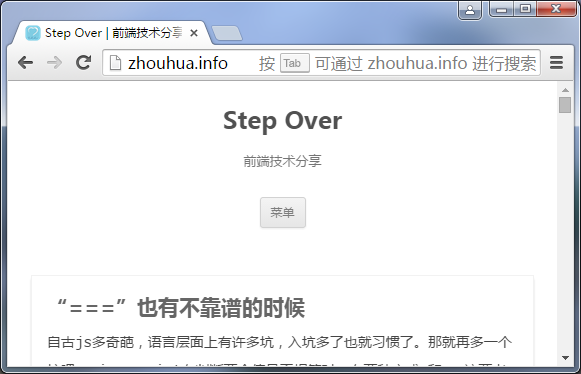 Step Over | 前端技术分享
zhouhua.info 按 Tab 可通过 zhouhua.info 进行搜索
Step Over
前端技术分享
菜单
“===”也有不靠谱的时候
自古js多奇葩，语言层面上有许多坑，入坑多了也就习惯了。那就再多一个